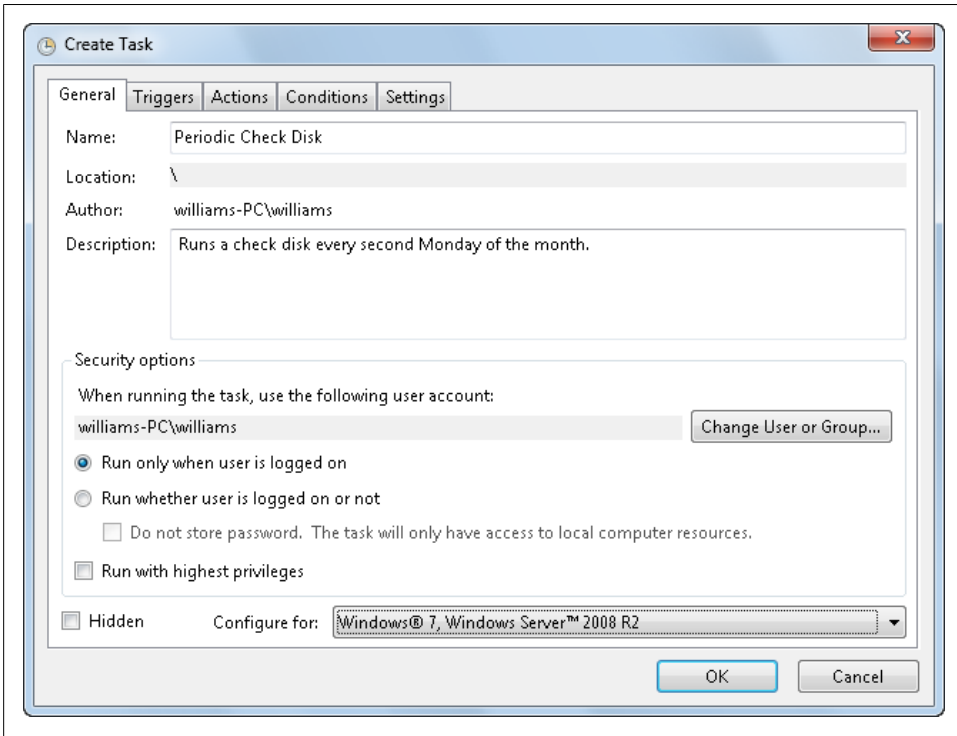 Create Task
General Triggers Actions Conditions Settings
Name: Periodic Check Disk
Location: \
Author: williams-PC\williams
Description: Runs a check disk every second Monday of the month.
Security options
When running the task, use the following user account:
williams-PC\williams Change User or Group...
Run only when user is logged on
Run whether user is logged on or not
Do not store password. The task will only have access to local computer resources.
Run with highest privileges
Hidden Configure for: Windows® 7, Windows Server™ 2008 R2
OK Cancel